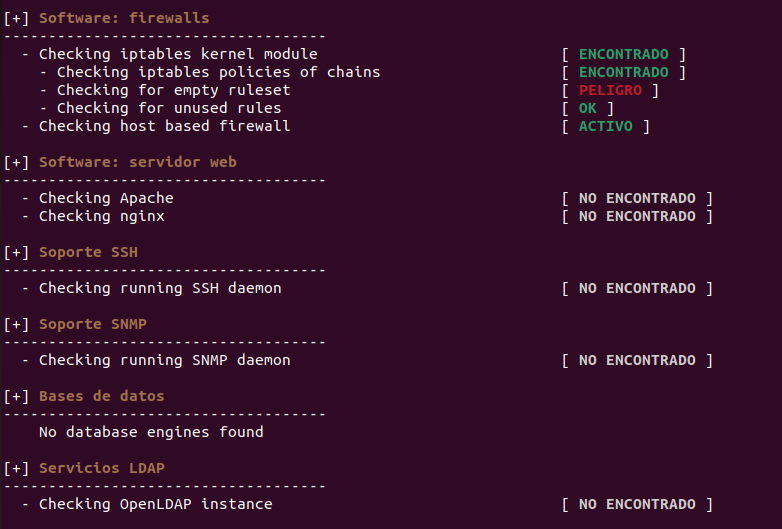 [+] Software: firewalls
------------------------------------
  - Checking iptables kernel module                           [ ENCONTRADO ]
    - Checking iptables policies of chains                    [ ENCONTRADO ]
    - Checking for empty ruleset                              [ PELIGRO ]
    - Checking for unused rules                               [ OK ]
  - Checking host based firewall                              [ ACTIVO ]

[+] Software: servidor web
------------------------------------
  - Checking Apache                                           [ NO ENCONTRADO ]
  - Checking nginx                                            [ NO ENCONTRADO ]

[+] Soporte SSH
------------------------------------
  - Checking running SSH daemon                               [ NO ENCONTRADO ]

[+] Soporte SNMP
------------------------------------
  - Checking running SNMP daemon                              [ NO ENCONTRADO ]

[+] Bases de datos
------------------------------------
    No database engines found

[+] Servicios LDAP
------------------------------------
  - Checking OpenLDAP instance                                [ NO ENCONTRADO ]